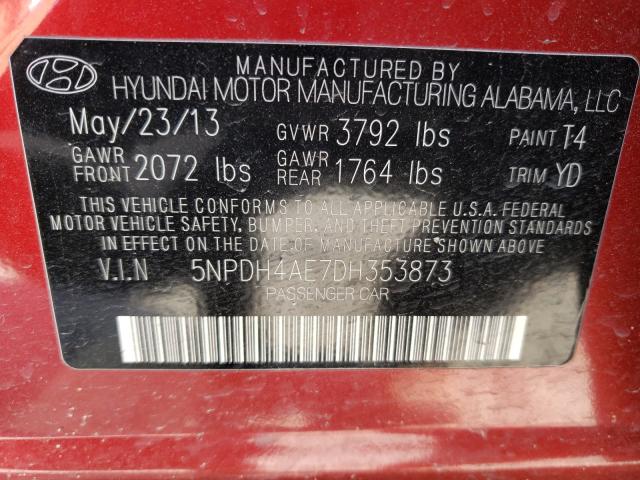 MANUFACTURED BY
HYUNDAI MOTOR MANUFACTURING ALABAMA, LLC
May/23/13 GVWR 3792 lbs PAINT T4
GAWR FRONT 2072 lbs GAWR REAR 1764 lbs TRIM YD
THIS VEHICLE CONFORMS TO ALL APPLICABLE U.S.A. FEDERAL
MOTOR VEHICLE SAFETY, BUMPER, AND THEFT PREVENTION STANDARDS
IN EFFECT ON THE DATE OF MANUFACTURE SHOWN ABOVE.
V.I.N 5NPDH4AE7DH353873
PASSENGER CAR